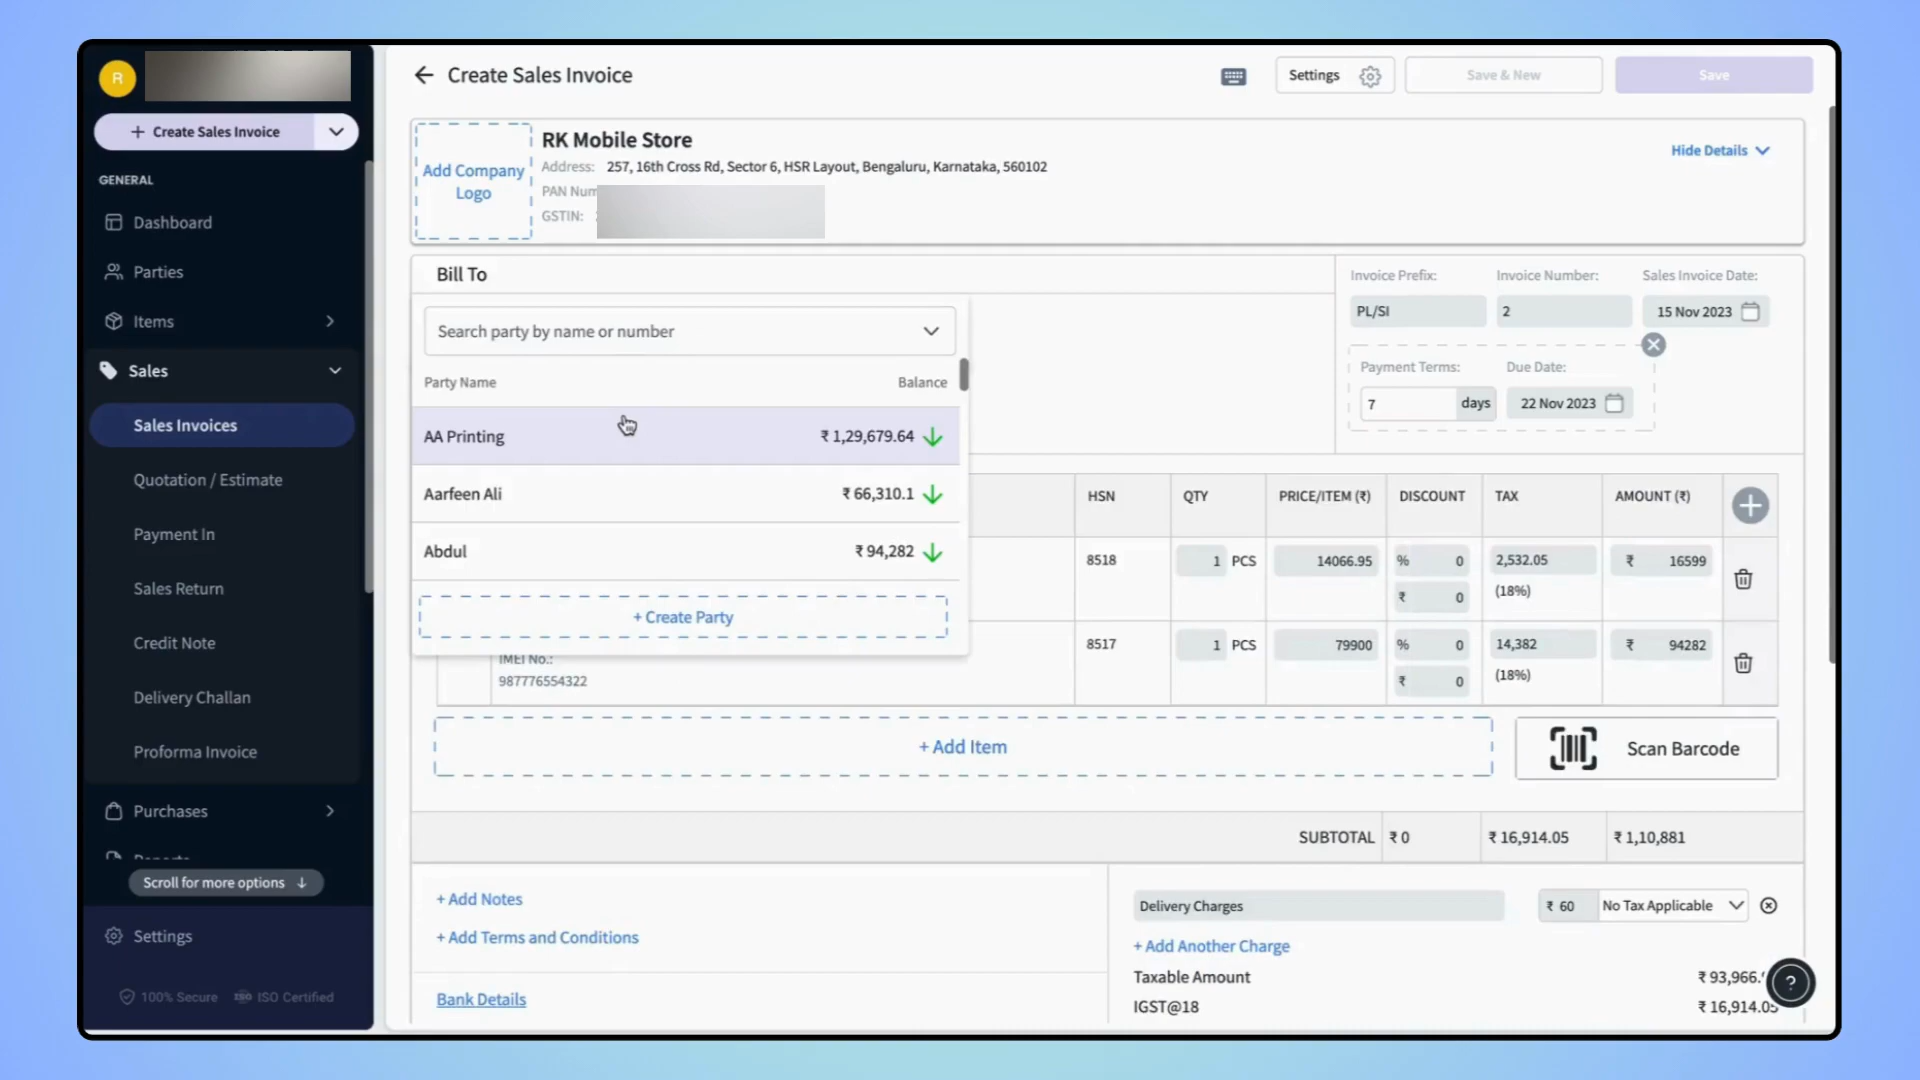 R
+ Create Sales Invoice
GENERAL
Dashboard
Parties
Items
Sales
Sales Invoices
Quotation / Estimate
Payment In
Sales Return
Credit Note
Delivery Challan
Proforma Invoice
Purchases
Reports
Scroll for more options ↓
Settings
100% Secure ISO ISO Certified
← Create Sales Invoice
Settings
Save & New
Save
Add Company
Logo
RK Mobile Store
Address: 257, 16th Cross Rd, Sector 6, HSR Layout, Bengaluru, Karnataka, 560102
PAN Num
GSTIN:
Hide Details
Bill To
Search party by name or number
Party Name Balance
AA Printing ₹ 1,29,679.64 ↓
Aarfeen Ali ₹ 66,310.1 ↓
Abdul ₹ 94,282 ↓
+ Create Party
Invoice Prefix: Invoice Number: Sales Invoice Date:
PL/SI 2 15 Nov 2023
Payment Terms: Due Date:
7 days 22 Nov 2023
HSN QTY PRICE/ITEM (₹) DISCOUNT TAX AMOUNT (₹)
8518 1 PCS 14066.95 % 0 2,532.05 ₹ 16599
₹ 0 (18%)
8517 1 PCS 79900 % 0 14,382 ₹ 94282
₹ 0 (18%)
IMEI No.:
987776554322
+ Add Item
Scan Barcode
SUBTOTAL ₹ 0 ₹ 16,914.05 ₹ 1,10,881
+ Add Notes
+ Add Terms and Conditions
Bank Details
Delivery Charges ₹ 60 No Tax Applicable
+ Add Another Charge
Taxable Amount ₹ 93,966.
IGST@18 ₹ 16,914.05
?